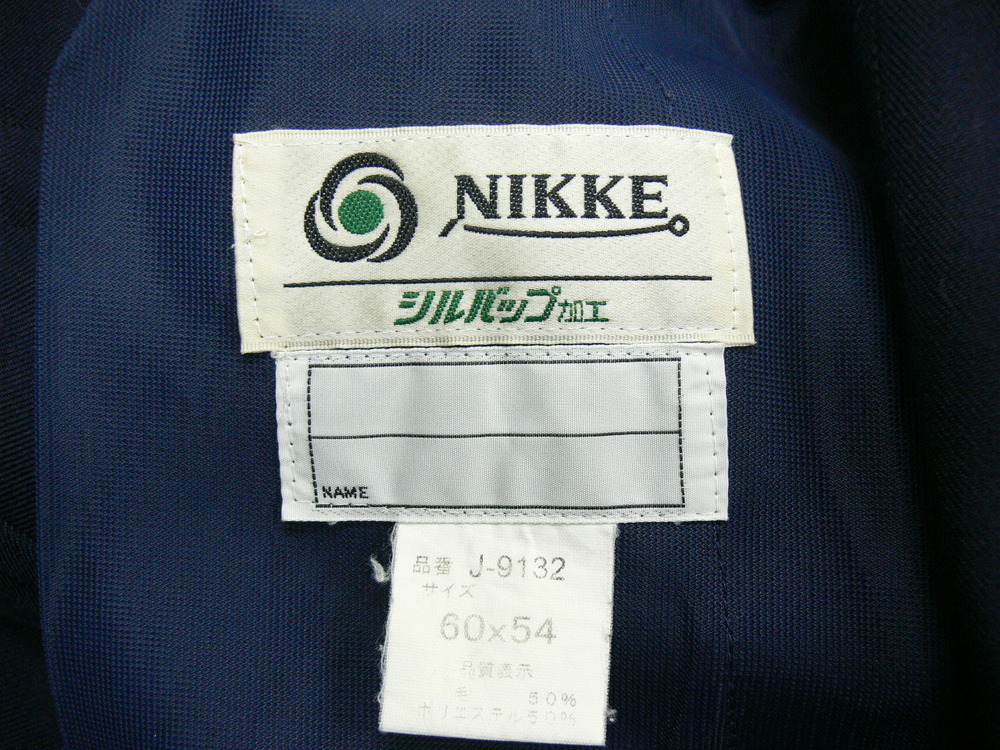 NIKKE
シルバップ加工
NAME
品番 J-9132
サイズ
60x54
品質表示
毛 50%
ポリエステル50%